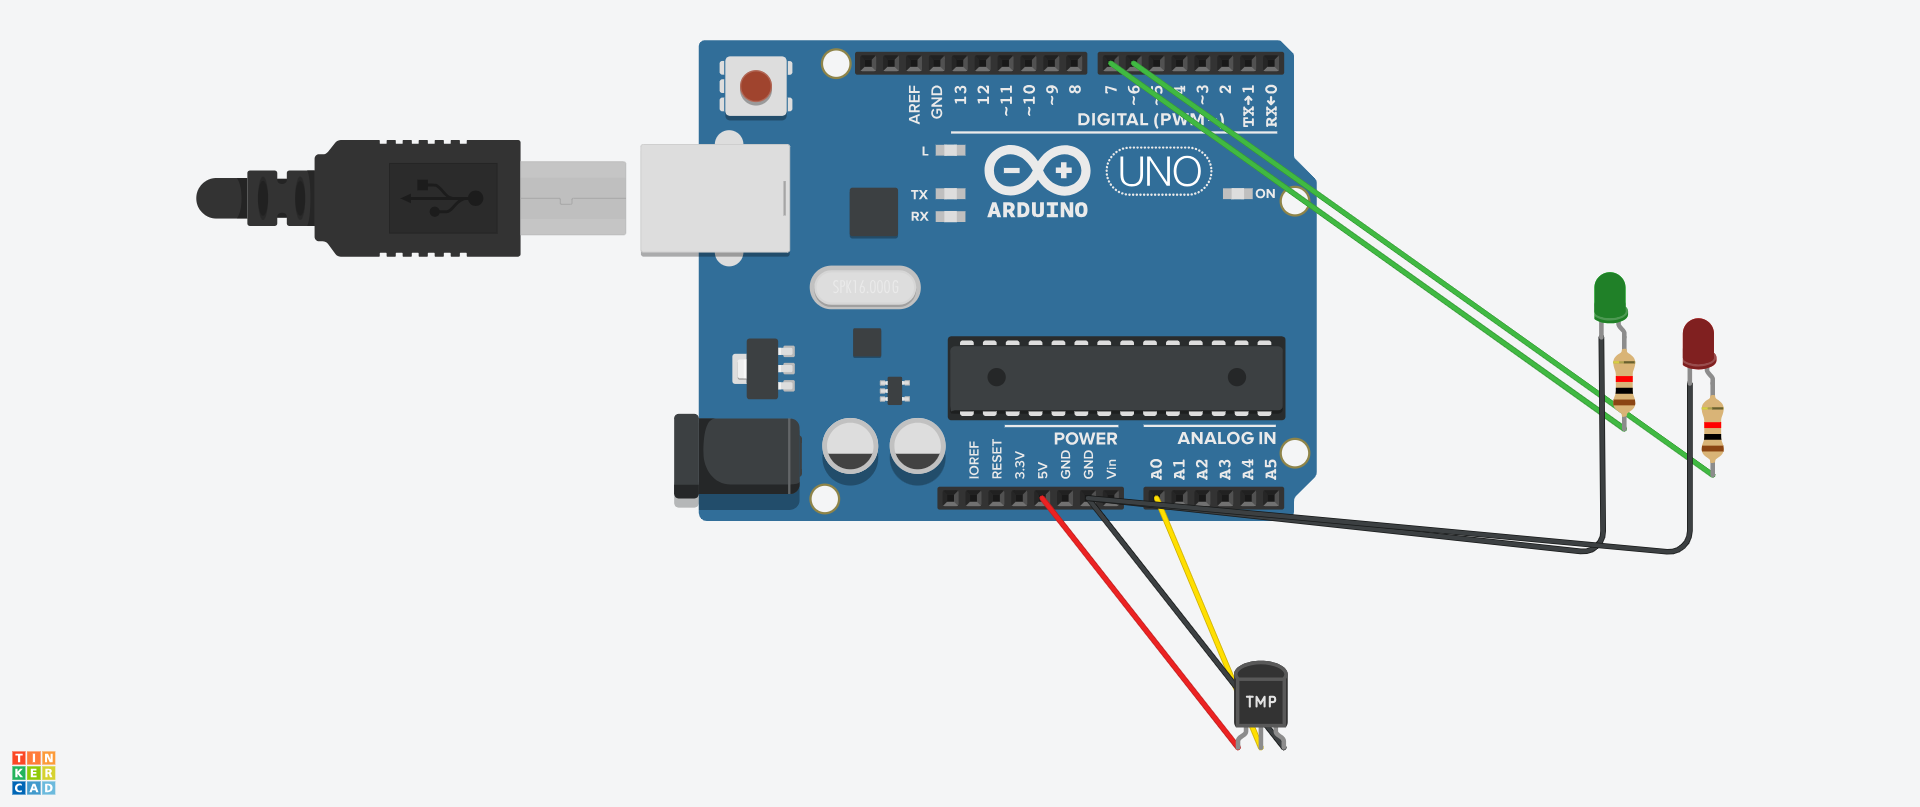 AREF
GND
13
12
~11
~10
~9
8
7
~6
~5
4
~3
2
TX→1
RX←0
DIGITAL (PWM~)
L
TX
RX
ARDUINO
UNO
ON
SPK16.000G
POWER
ANALOG IN
IOREF
RESET
3.3V
5V
GND
GND
Vin
A0
A1
A2
A3
A4
A5
TMP
TIN
KER
CAD